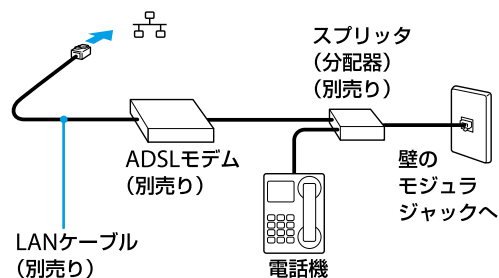 スプリッタ
（分配器）
（別売り）
ADSLモデム
（別売り）
壁の
モジュラ
ジャックへ
LANケーブル
（別売り）
電話機